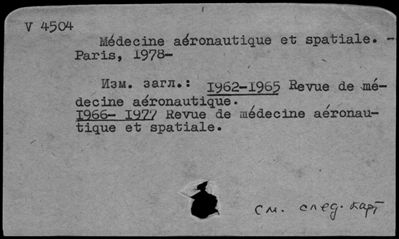 V 4504
Médecine aéronautique et spatiale. -
Paris, 1978-
Изм. загл.: 1962-1965 Revue de mé-
decine aéronautique.
1966- 1977 Revue de médecine aéronau-
tique et spatiale.
см. след. карт